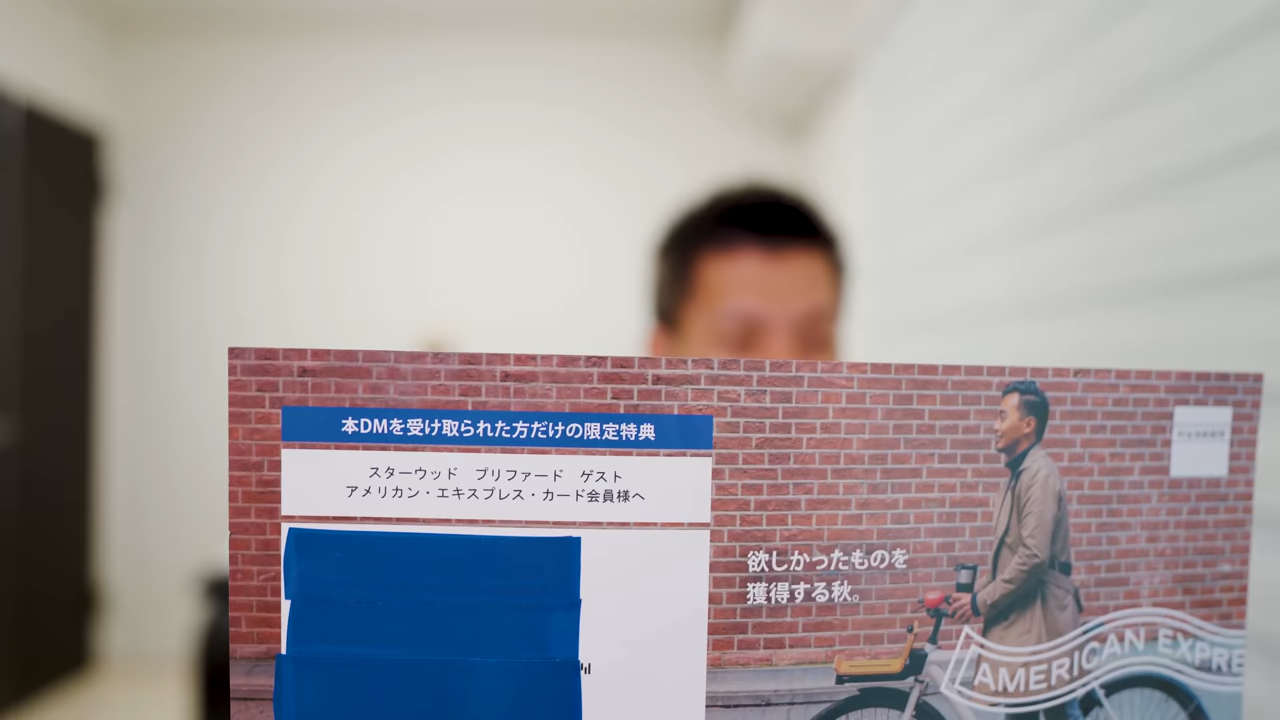 本DMを受け取られた方だけの限定特典
スターウッド プリファード ゲスト
アメリカン・エキスプレス・カード会員様へ
欲しかったものを
獲得する秋。
AMERICAN EXPRE